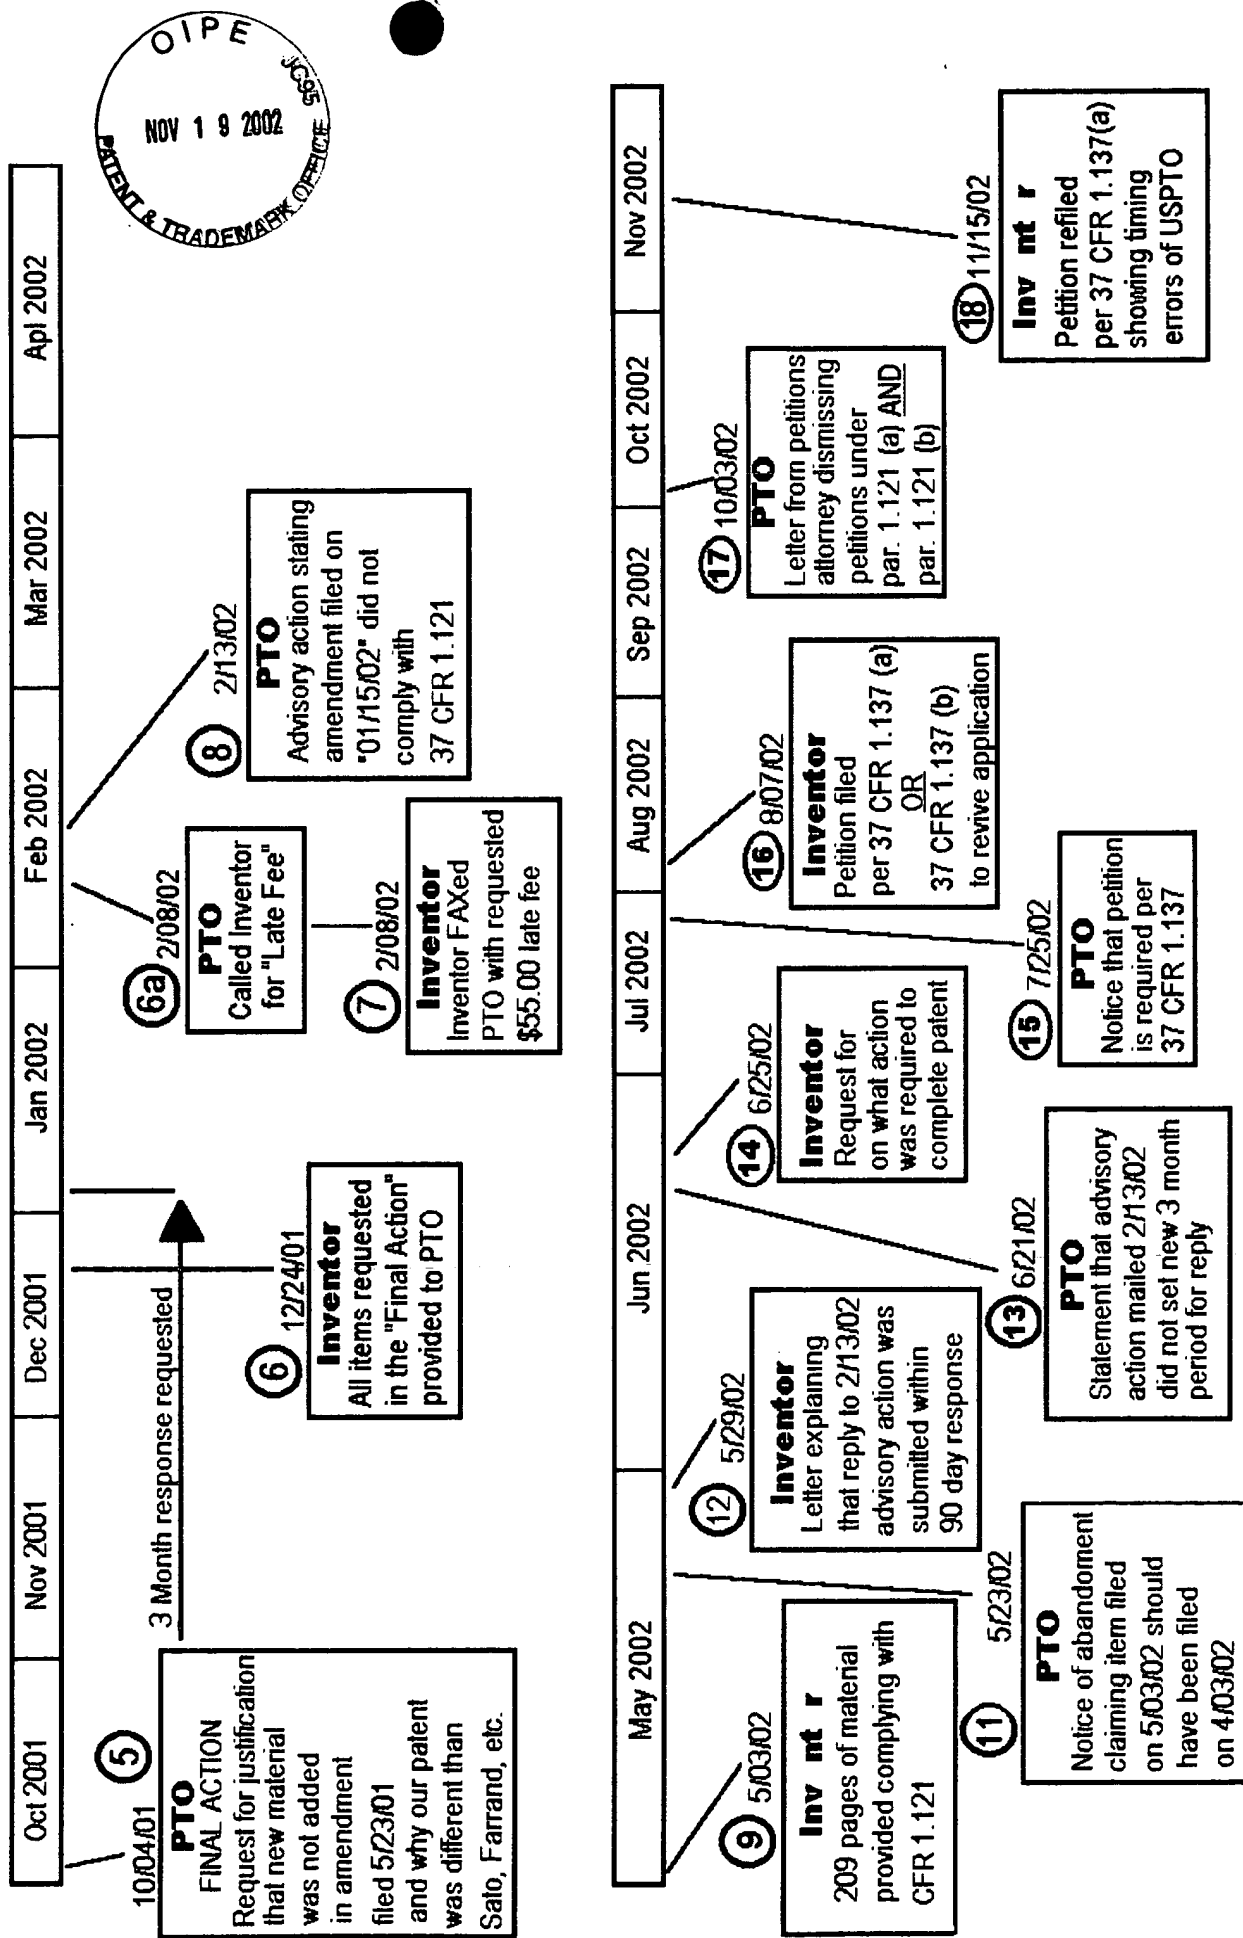 Oct 2001
Nov 2001
Dec 2001
Jan 2002
Feb 2002
Mar 2002
Apl 2002
OIPE
JC95
NOV 19 2002
PATENT & TRADEMARK OFFICE
10/04/01
5
PTO
FINAL ACTION
Request for justification
that new material
was not added
in amendment
filed 5/23/01
and why our patent
was different than
Sato, Farrand, etc.
3 Month response requested
6
12/24/01
Inventor
All items requested
in the "Final Action"
provided to PTO
6a
2/08/02
PTO
Called Inventor
for "Late Fee"
7
2/08/02
Inventor
Inventor FAXed
PTO with requested
$55.00 late fee
8
2/13/02
PTO
Advisory action stating
amendment filed on
"01/15/02" did not
comply with
37 CFR 1.121
May 2002
Jun 2002
Jul 2002
Aug 2002
Sep 2002
Oct 2002
Nov 2002
9
5/03/02
Inv nt r
209 pages of material
provided complying with
CFR 1.121
11
5/23/02
PTO
Notice of abandoment
claiming item filed
on 5/03/02 should
have been filed
on 4/03/02
12
5/29/02
Inventor
Letter explaining
that reply to 2/13/02
advisory action was
submitted within
90 day response
13
6/21/02
PTO
Statement that advisory
action mailed 2/13/02
did not set new 3 month
period for reply
14
6/25/02
Inventor
Request for
on what action
was required to
complete patent
15
7/25/02
PTO
Notice that petition
is required per
37 CFR 1.137
16
8/07/02
Inventor
Petition filed
per 37 CFR 1.137 (a)
OR
37 CFR 1.137 (b)
to revive application
17
10/03/02
PTO
Letter from petitions
attorney dismissing
petitions under
par. 1.121 (a) AND
par. 1.121 (b)
18
11/15/02
Inv nt r
Petition refiled
per 37 CFR 1.137(a)
showing timing
errors of USPTO